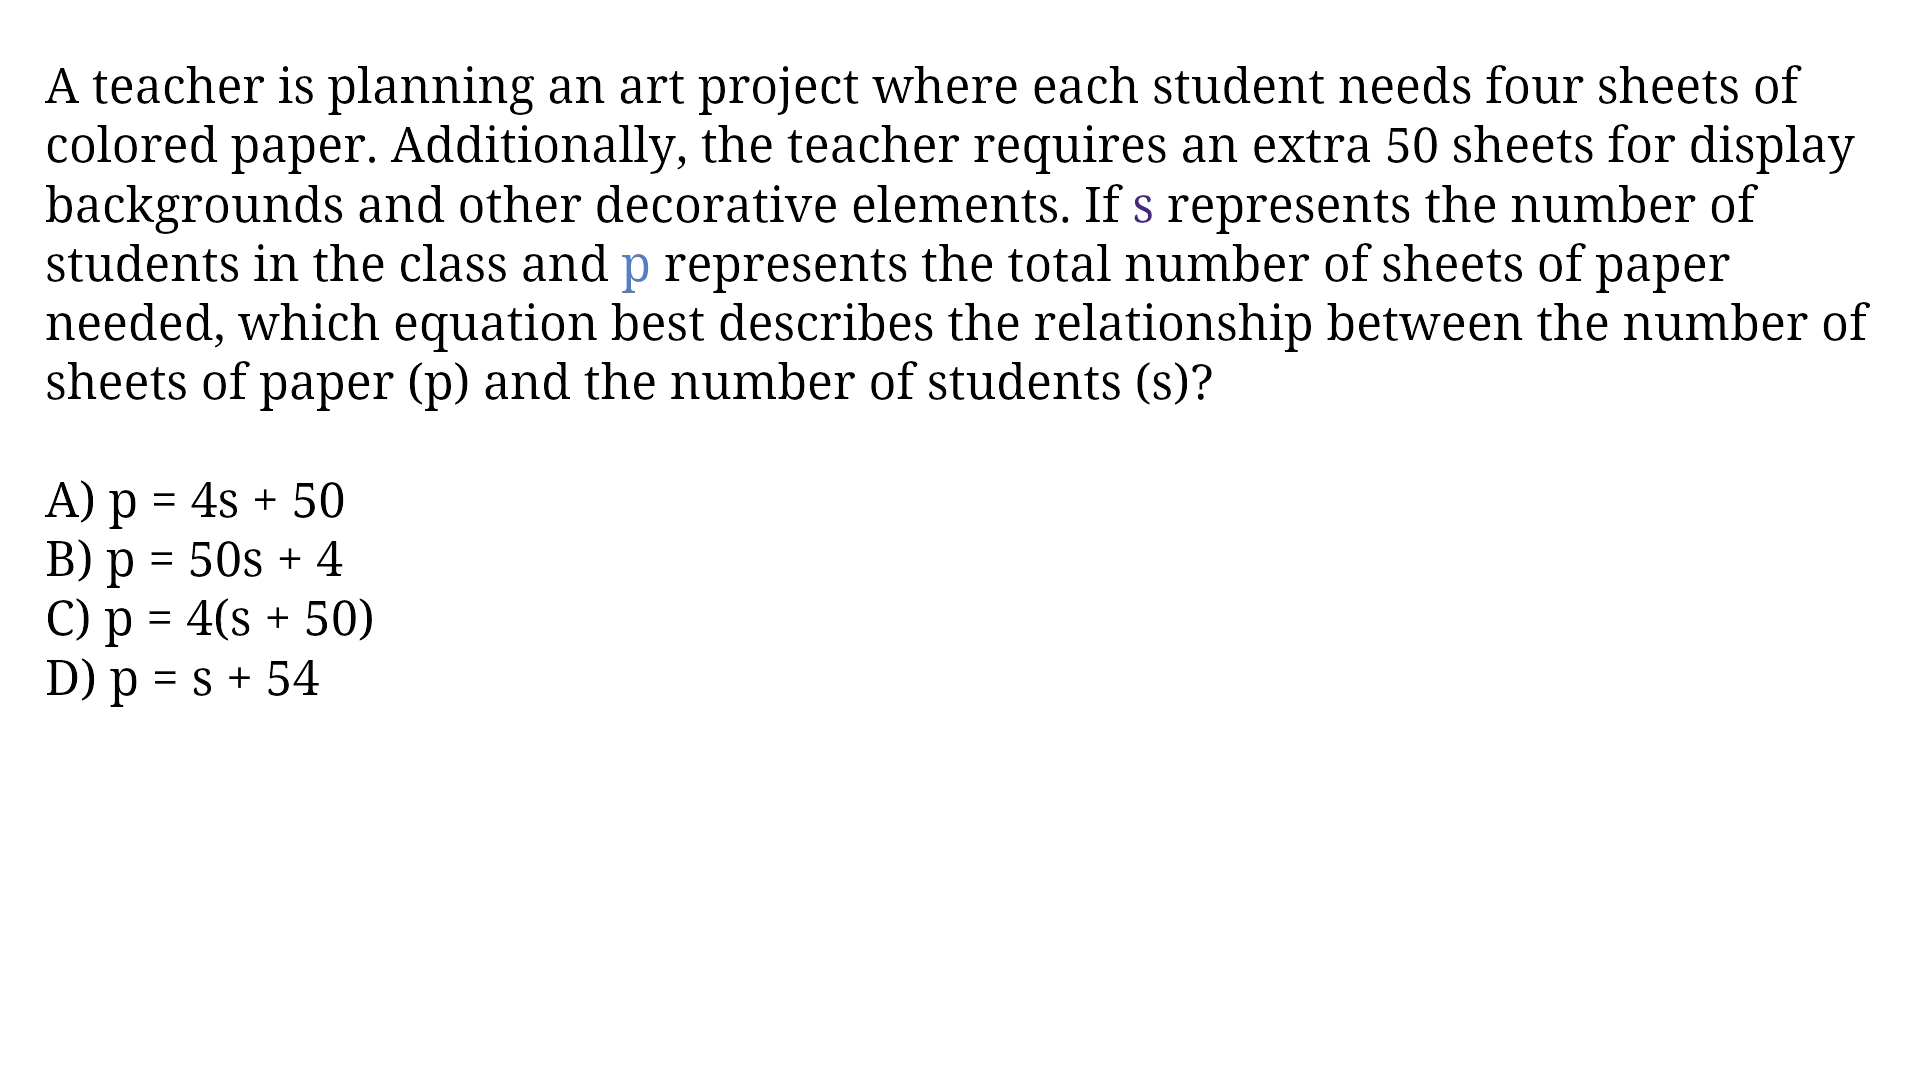 A teacher is planning an art project where each student needs four sheets of
colored paper. Additionally, the teacher requires an extra 50 sheets for display
backgrounds and other decorative elements. If s represents the number of
students in the class and p represents the total number of sheets of paper
needed, which equation best describes the relationship between the number of
sheets of paper (p) and the number of students (s)?
A) p = 4s + 50
B) p = 50s + 4
C) p = 4(s + 50)
D) p = s + 54